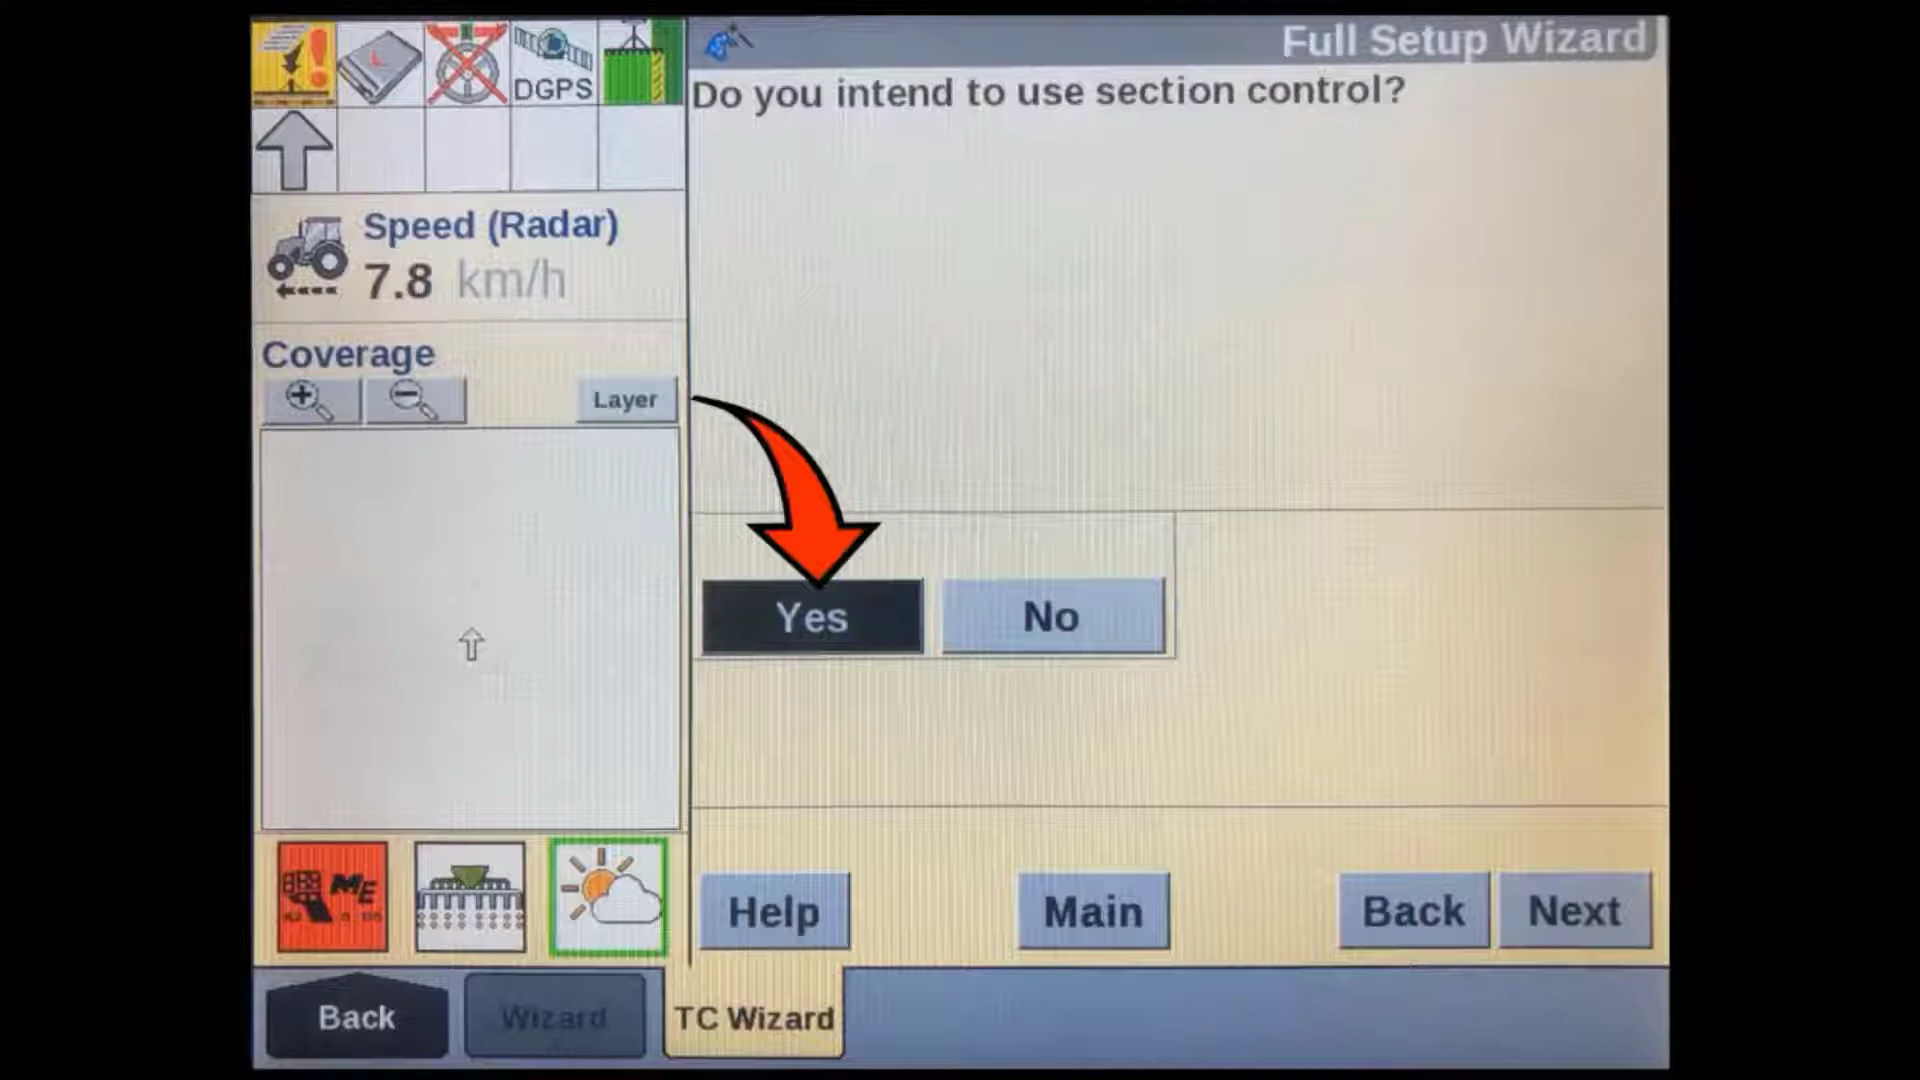 Full Setup Wizard
DGPS
Do you intend to use section control?
Speed (Radar)
7.8 km/h
Coverage
Layer
Yes
No
ME
Help
Main
Back
Next
Back
Wizard
TC Wizard